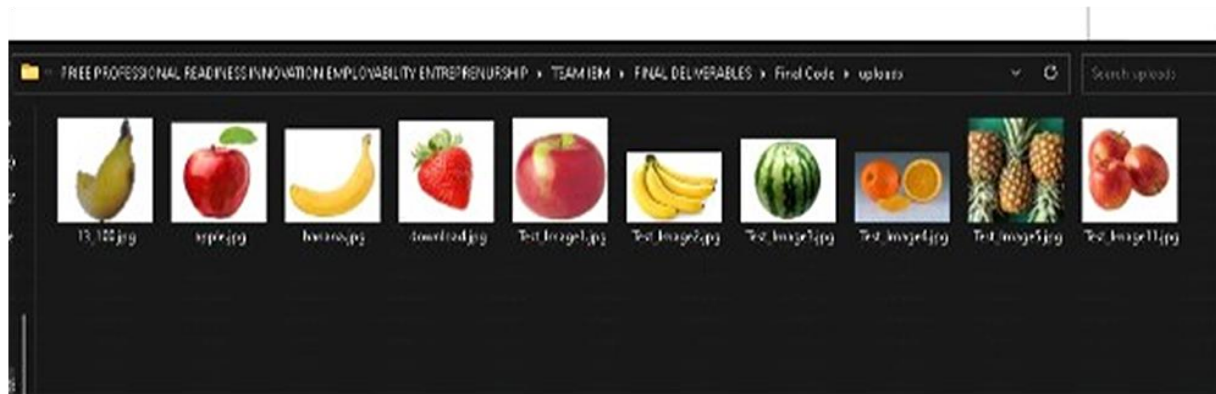 FREE PROFESSIONAL READINESS INNOVATION EMPLOYABILITY ENTREPRENURSHIP › TEAM IBM › FINAL DELIVERABLES › Final Code › uploads
Search uploads
13_100.jpg apple.jpg banana.jpg download.jpg Test_Image1.jpg Test_Image2.jpg Test_Image3.jpg Test_Image4.jpg Test_Image5.jpg Test_Image11.jpg